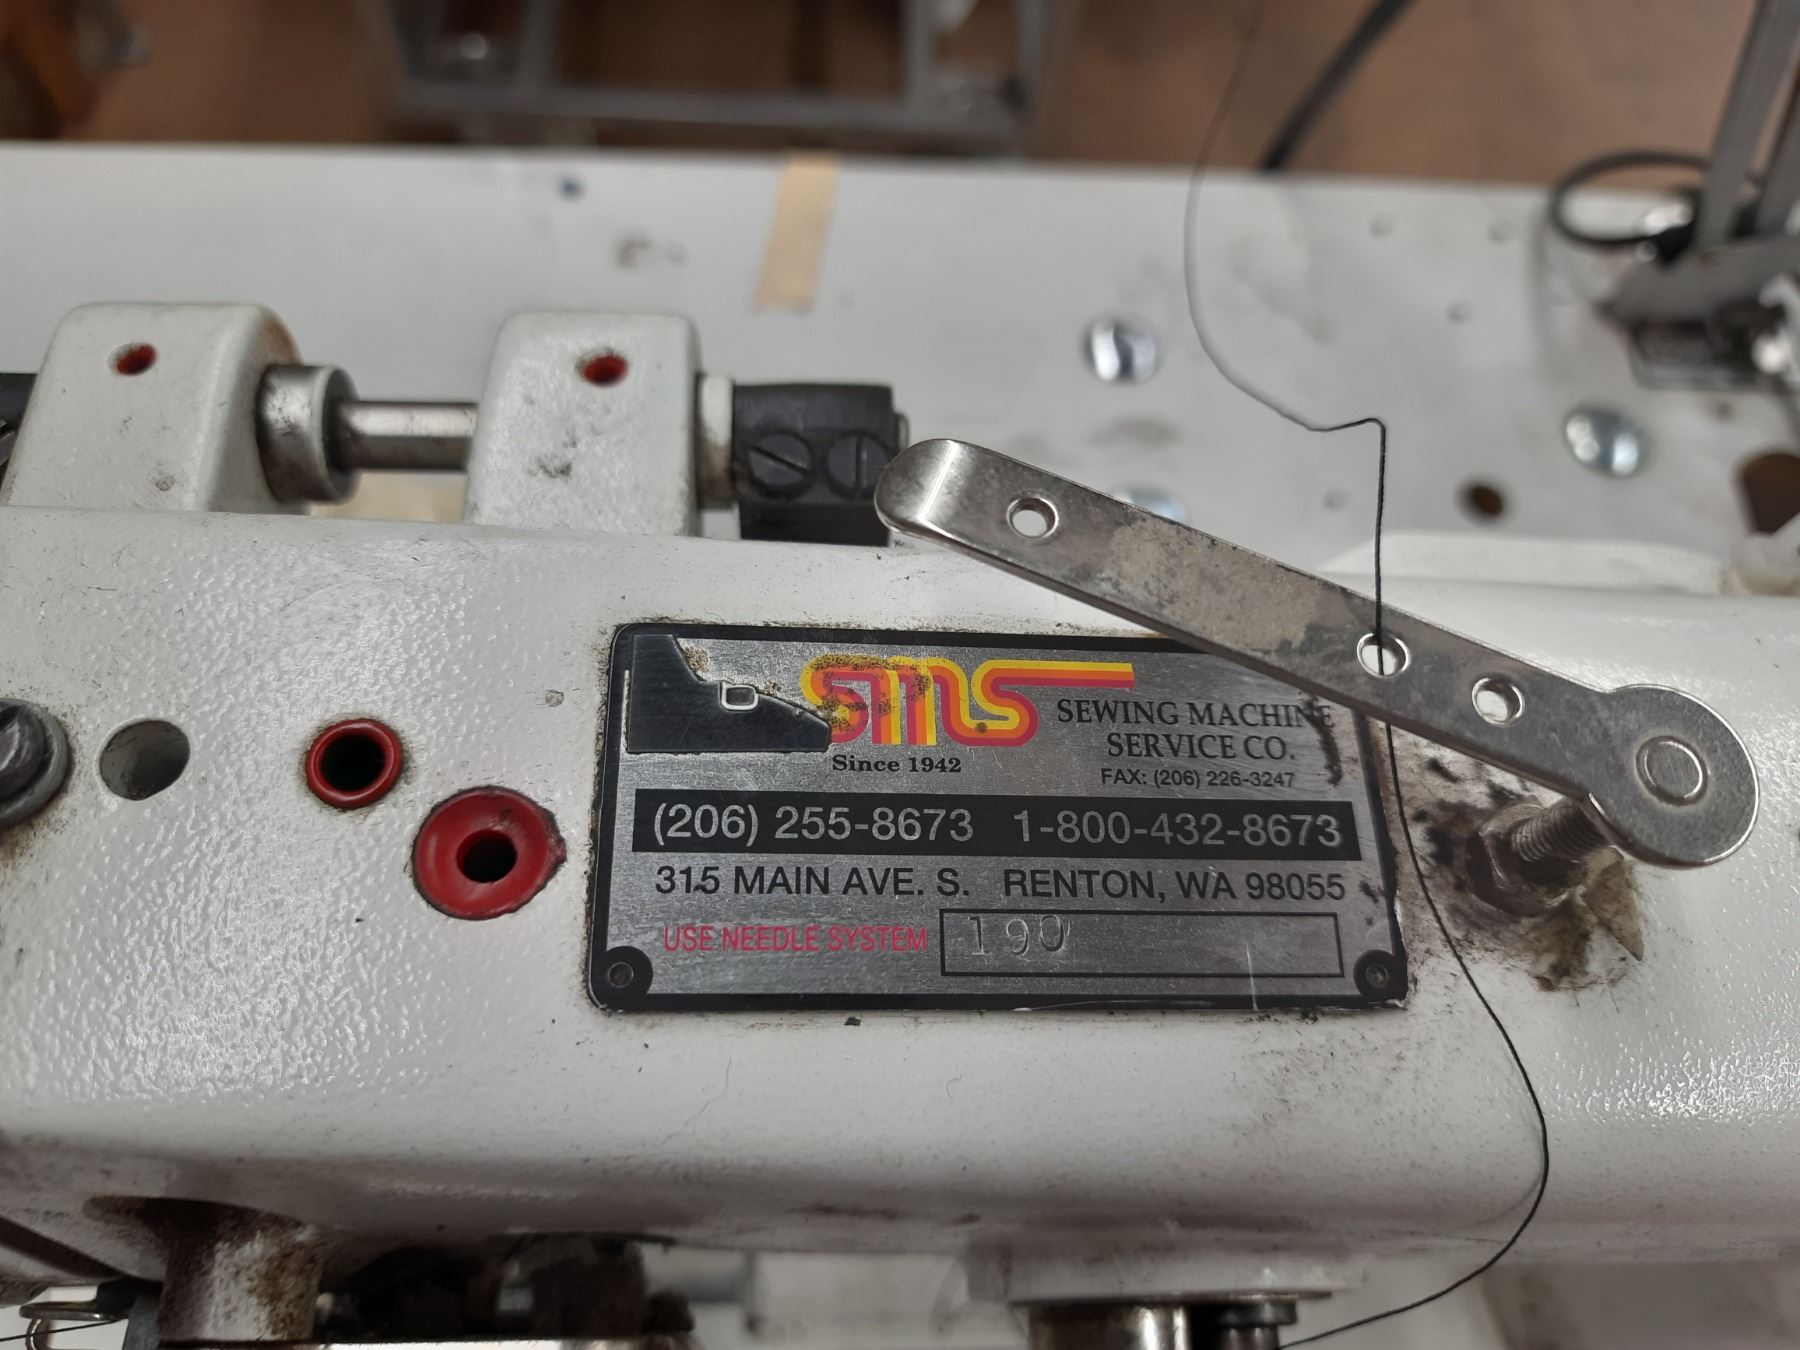 sms
SEWING MACHINE
SERVICE CO.
Since 1942
FAX: (206) 226-3247
(206) 255-8673 1-800-432-8673
315 MAIN AVE. S. RENTON, WA 98055
USE NEEDLE SYSTEM 190